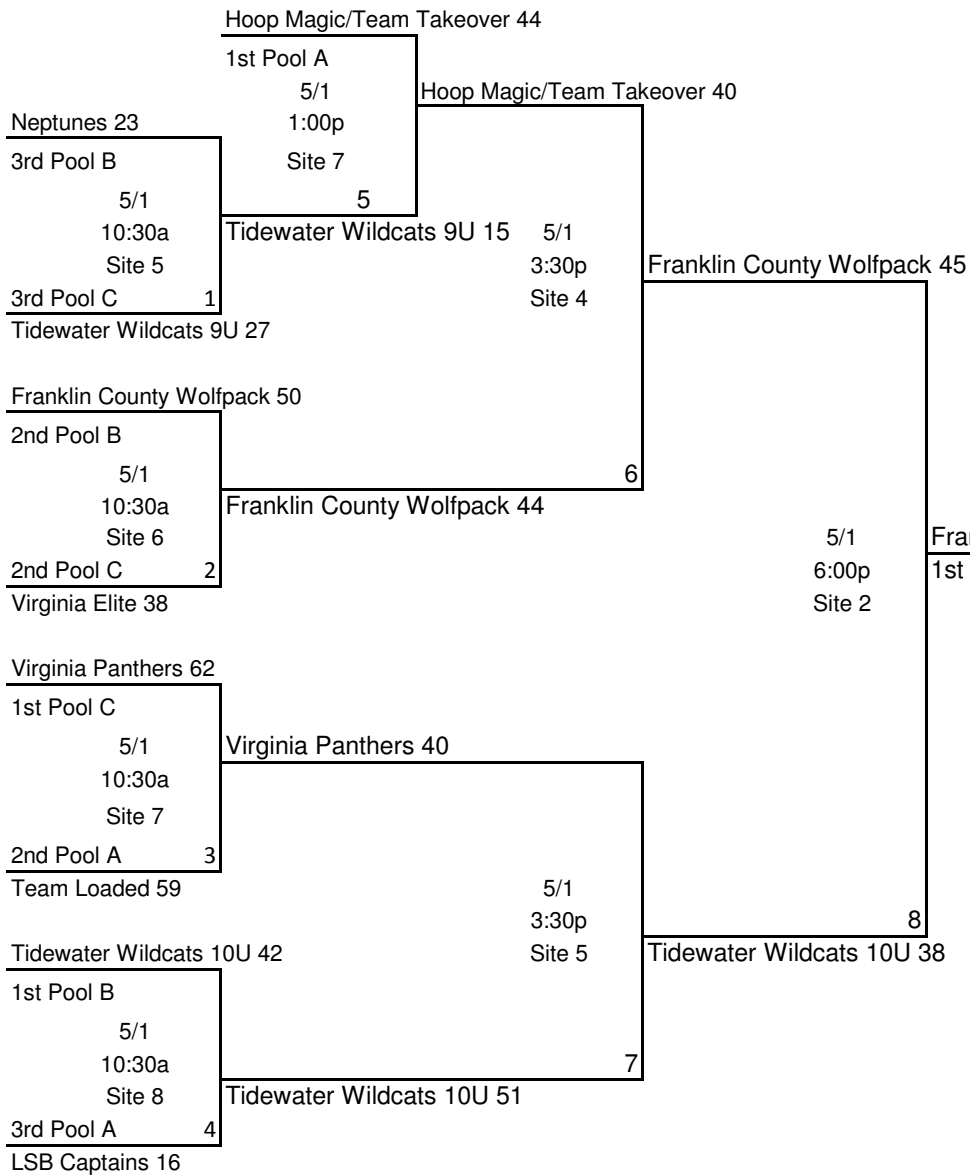 Hoop Magic/Team Takeover 44
1st Pool A
5/1
Hoop Magic/Team Takeover 40
Neptunes 23
1:00p
3rd Pool B
Site 7
5/1
5
10:30a
Tidewater Wildcats 9U 15
5/1
Site 5
3:30p
Franklin County Wolfpack 45
3rd Pool C
1
Site 4
Tidewater Wildcats 9U 27
Franklin County Wolfpack 50
2nd Pool B
5/1
6
10:30a
Franklin County Wolfpack 44
Site 6
5/1
2nd Pool C
2
6:00p
1st
Virginia Elite 38
Site 2
Virginia Panthers 62
1st Pool C
5/1
Virginia Panthers 40
10:30a
Site 7
2nd Pool A
3
Team Loaded 59
5/1
3:30p
8
Tidewater Wildcats 10U 42
Site 5
Tidewater Wildcats 10U 38
1st Pool B
5/1
10:30a
7
Site 8
Tidewater Wildcats 10U 51
3rd Pool A
4
LSB Captains 16